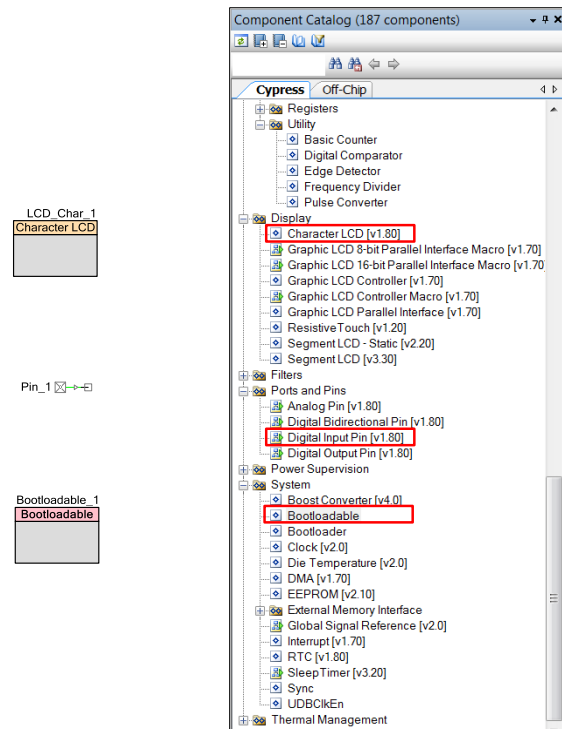 LCD_Char_1
Character LCD
Pin_1
Bootloadable_1
Bootloadable
Component Catalog (187 components)
Cypress
Off-Chip
Registers
Utility
Basic Counter
Digital Comparator
Edge Detector
Frequency Divider
Pulse Converter
Display
Character LCD [v1.80]
Graphic LCD 8-bit Parallel Interface Macro [v1.70]
Graphic LCD 16-bit Parallel Interface Macro [v1.70
Graphic LCD Controller [v1.70]
Graphic LCD Controller Macro [v1.70]
Graphic LCD Parallel Interface [v1.70]
ResistiveTouch [v1.20]
Segment LCD - Static [v2.20]
Segment LCD [v3.30]
Filters
Ports and Pins
Analog Pin [v1.80]
Digital Bidirectional Pin [v1.80]
Digital Input Pin [v1.80]
Digital Output Pin [v1.80]
Power Supervision
System
Boost Converter [v4.0]
Bootloadable
Bootloader
Clock [v2.0]
Die Temperature [v2.0]
DMA [v1.70]
EEPROM [v2.10]
External Memory Interface
Global Signal Reference [v2.0]
Interrupt [v1.70]
RTC [v1.80]
SleepTimer [v3.20]
Sync
UDBClkEn
Thermal Management